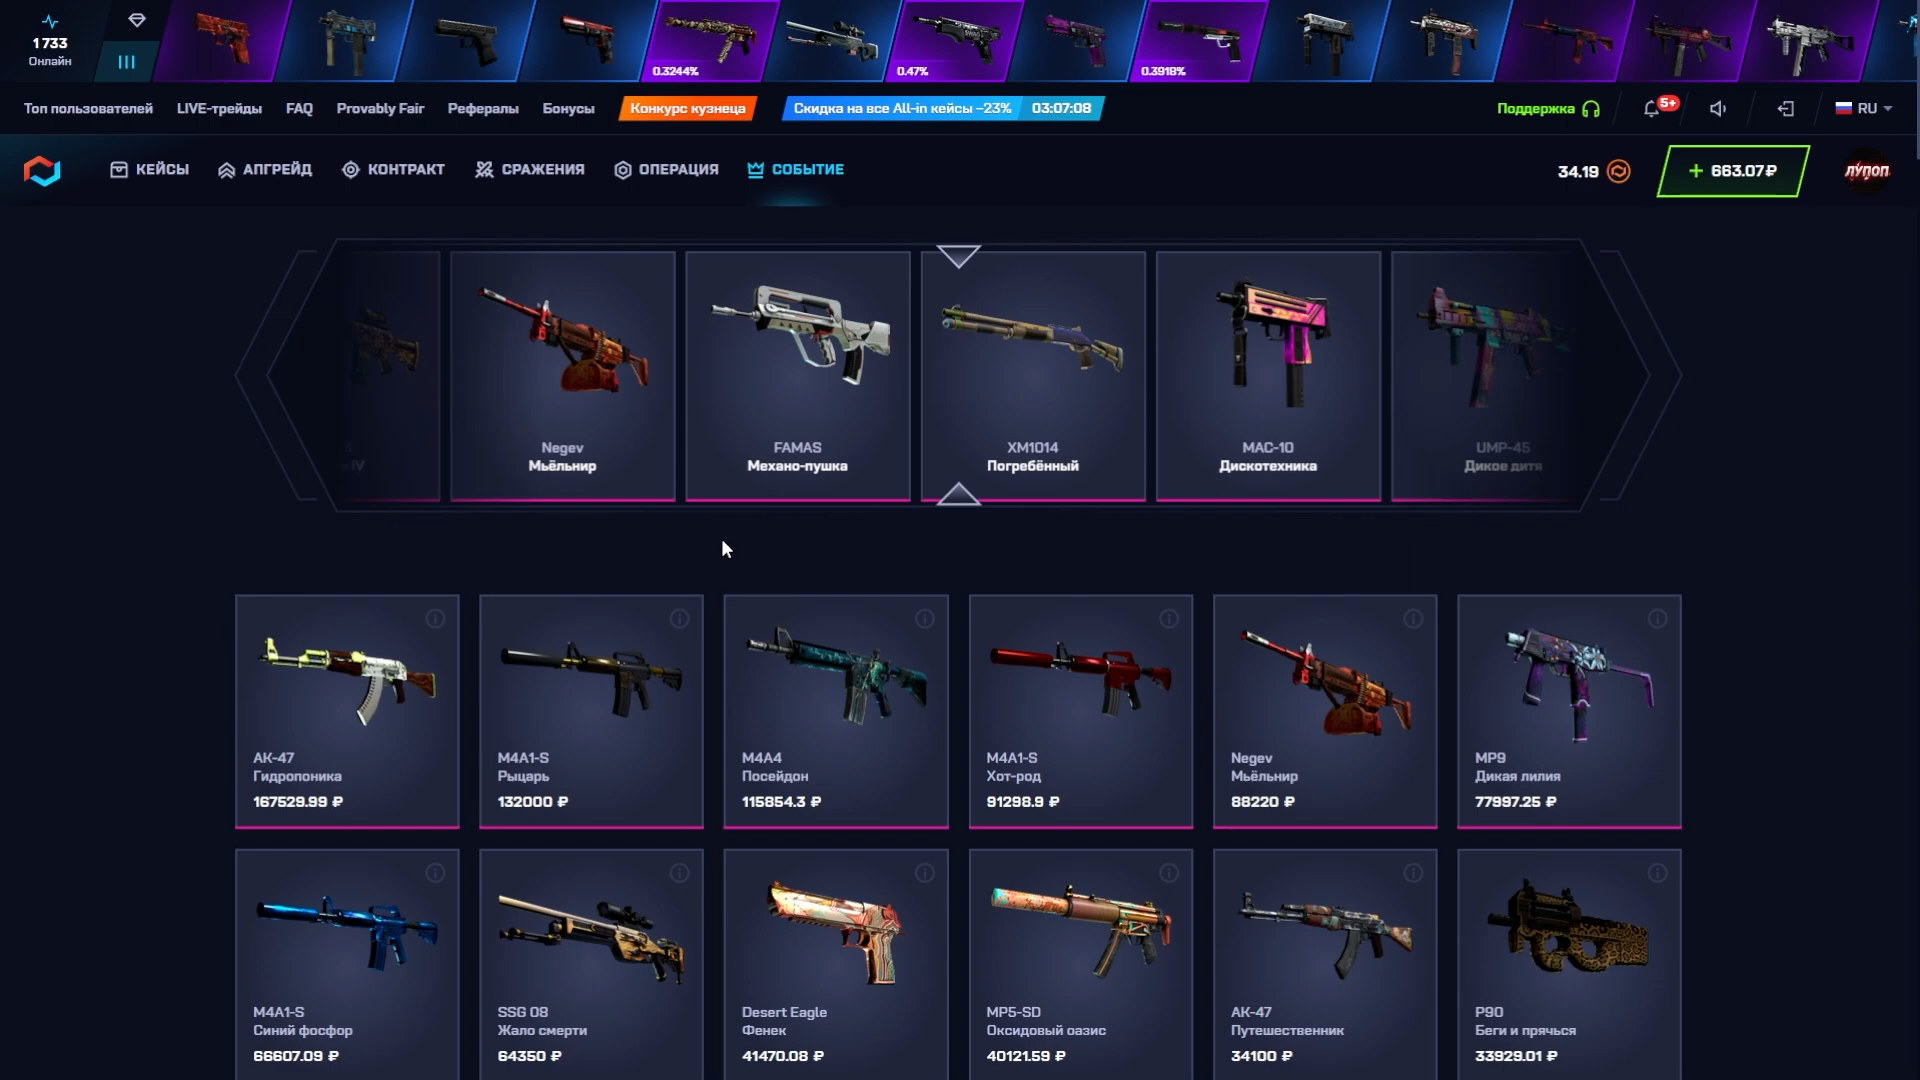 1 733
Онлайн
0.3244%
0.47%
0.3918%
Топ пользователей
LIVE-трейды
FAQ
Provably Fair
Рефералы
Бонусы
Конкурс кузнеца
Скидка на все All-in кейсы −23%
03:07:08
Поддержка
5+
RU
КЕЙСЫ
АПГРЕЙД
КОНТРАКТ
СРАЖЕНИЯ
ОПЕРАЦИЯ
СОБЫТИЕ
34.19
+ 663.07 ₽
ЛУПОП
IV
Negev
Мьёльнир
FAMAS
Механо-пушка
XM1014
Погребённый
MAC-10
Дискотехника
UMP-45
Дикое дитя
AK-47
Гидропоника
167529.99 ₽
M4A1-S
Рыцарь
132000 ₽
M4A4
Посейдон
115854.3 ₽
M4A1-S
Хот-род
91298.9 ₽
Negev
Мьёльнир
88220 ₽
MP9
Дикая лилия
77997.25 ₽
M4A1-S
Синий фосфор
66607.09 ₽
SSG 08
Жало смерти
64350 ₽
Desert Eagle
Фенек
41470.08 ₽
MP5-SD
Оксидовый оазис
40121.59 ₽
AK-47
Путешественник
34100 ₽
P90
Беги и прячься
33929.01 ₽